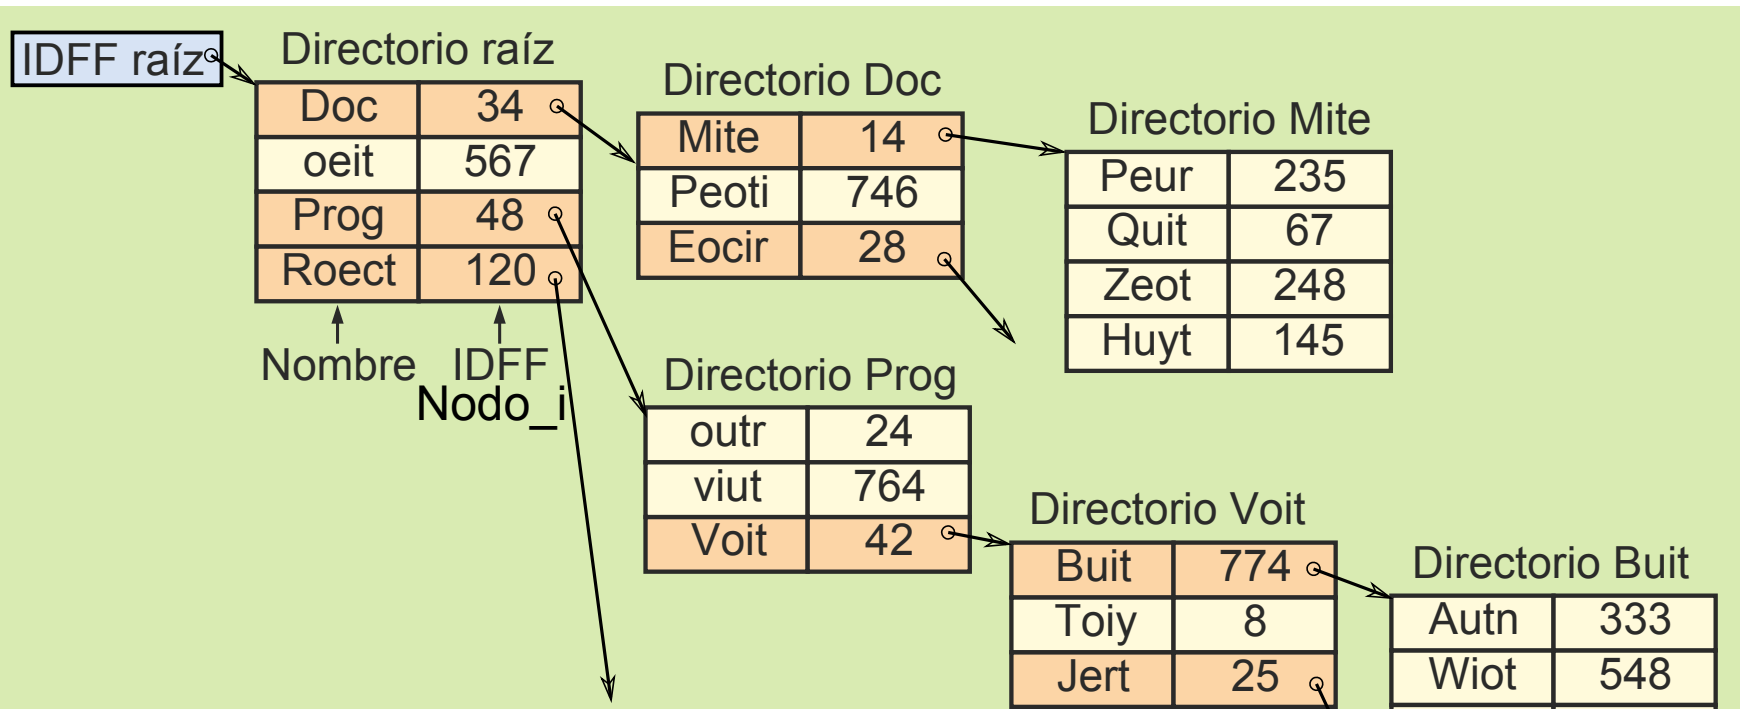 IDFF raíz
Directorio raíz
Doc 34
oeit 567
Prog 48
Roect 120
Nombre IDFF
Nodo_i
Directorio Doc
Mite 14
Peoti 746
Eocir 28
Directorio Mite
Peur 235
Quit 67
Zeot 248
Huyt 145
Directorio Prog
outr 24
viut 764
Voit 42
Directorio Voit
Buit 774
Toiy 8
Jert 25
Directorio Buit
Autn 333
Wiot 548